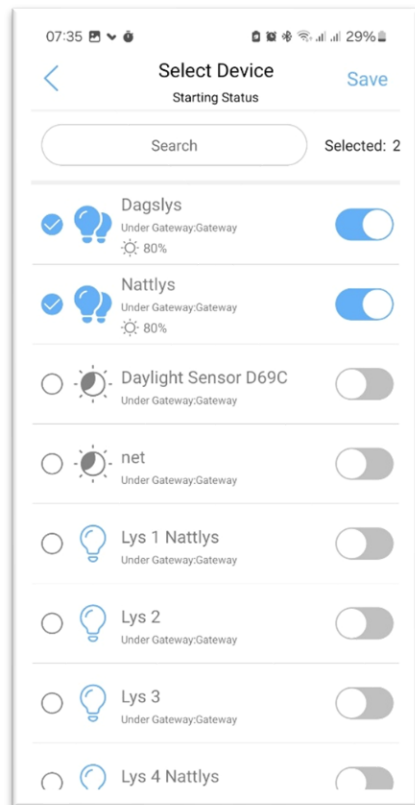 07:35 29%
Select Device
Save
Starting Status
Search
Selected: 2
Dagslys
Under Gateway:Gateway
80%
Nattlys
Under Gateway:Gateway
80%
Daylight Sensor D69C
Under Gateway:Gateway
net
Under Gateway:Gateway
Lys 1 Nattlys
Under Gateway:Gateway
Lys 2
Under Gateway:Gateway
Lys 3
Under Gateway:Gateway
Lys 4 Nattlys